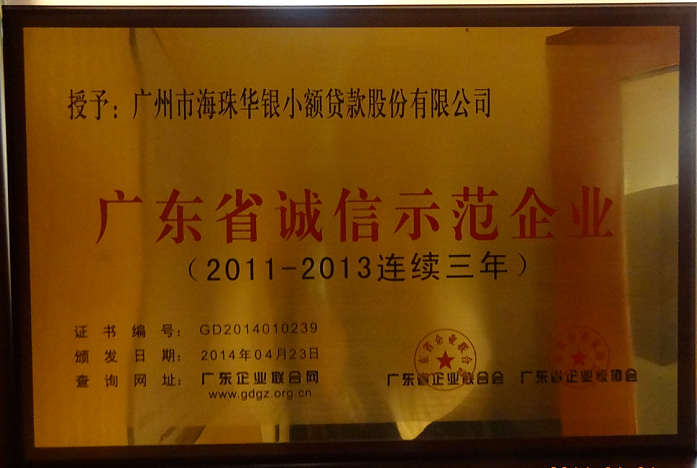 授予：广州市海珠华银小额贷款股份有限公司
广东省诚信示范企业
（2011-2013连续三年）
证书编号： GD2014010239
颁发日期： 2014年04月23日
查询网址： 广东企业联合网
www.gdgz.org.cn
广东省企业联合会 广东省企业家协会